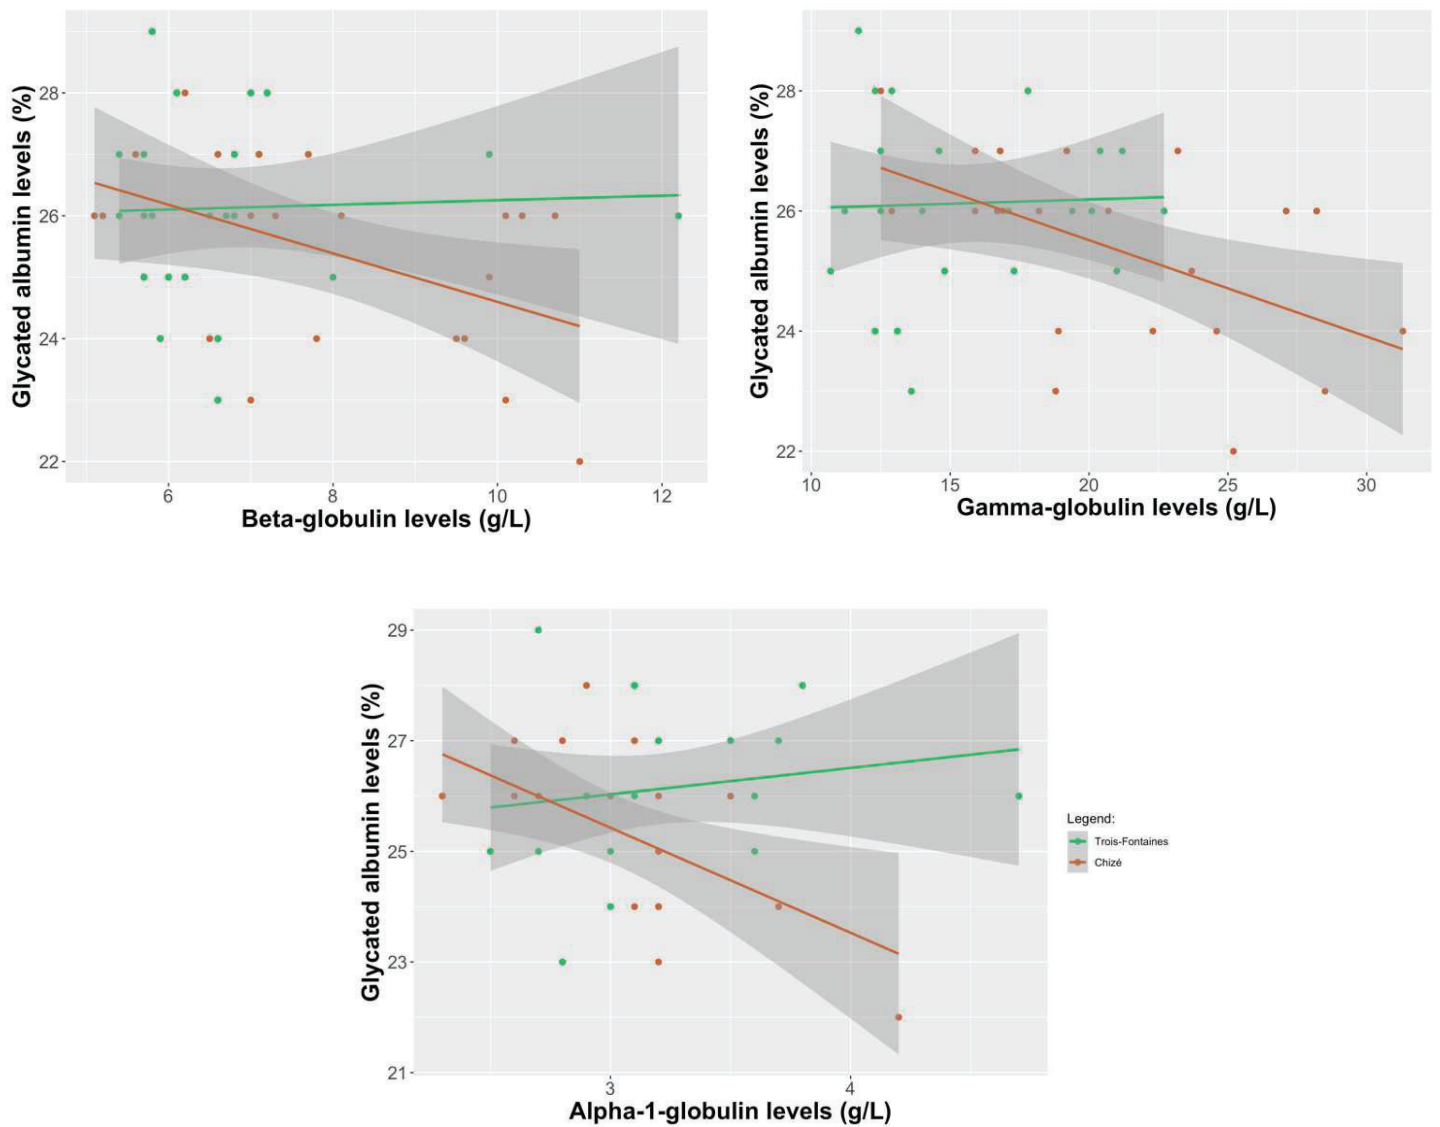 Glycated albumin levels (%)
28
26
24
22
6 8 10 12
Beta-globulin levels (g/L)
Glycated albumin levels (%)
28
26
24
22
10 15 20 25 30
Gamma-globulin levels (g/L)
Glycated albumin levels (%)
29
27
25
23
21
3 4
Alpha-1-globulin levels (g/L)
Legend:
Trois-Fontaines
Chizé